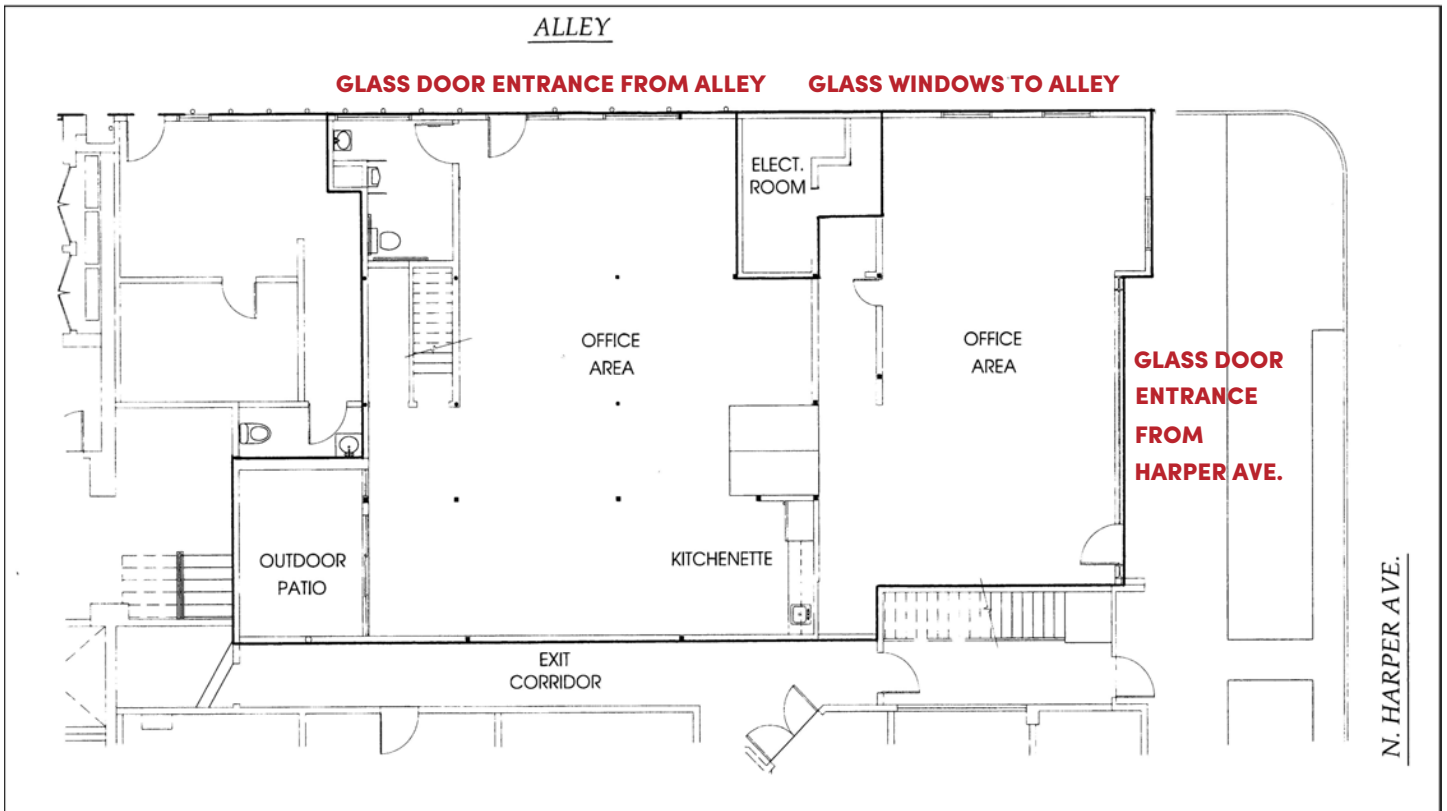 ALLEY
GLASS DOOR ENTRANCE FROM ALLEY
GLASS WINDOWS TO ALLEY
ELECT.
ROOM
OFFICE
AREA
OFFICE
AREA
GLASS DOOR
ENTRANCE
FROM
HARPER AVE.
OUTDOOR
PATIO
KITCHENETTE
EXIT
CORRIDOR
N. HARPER AVE.